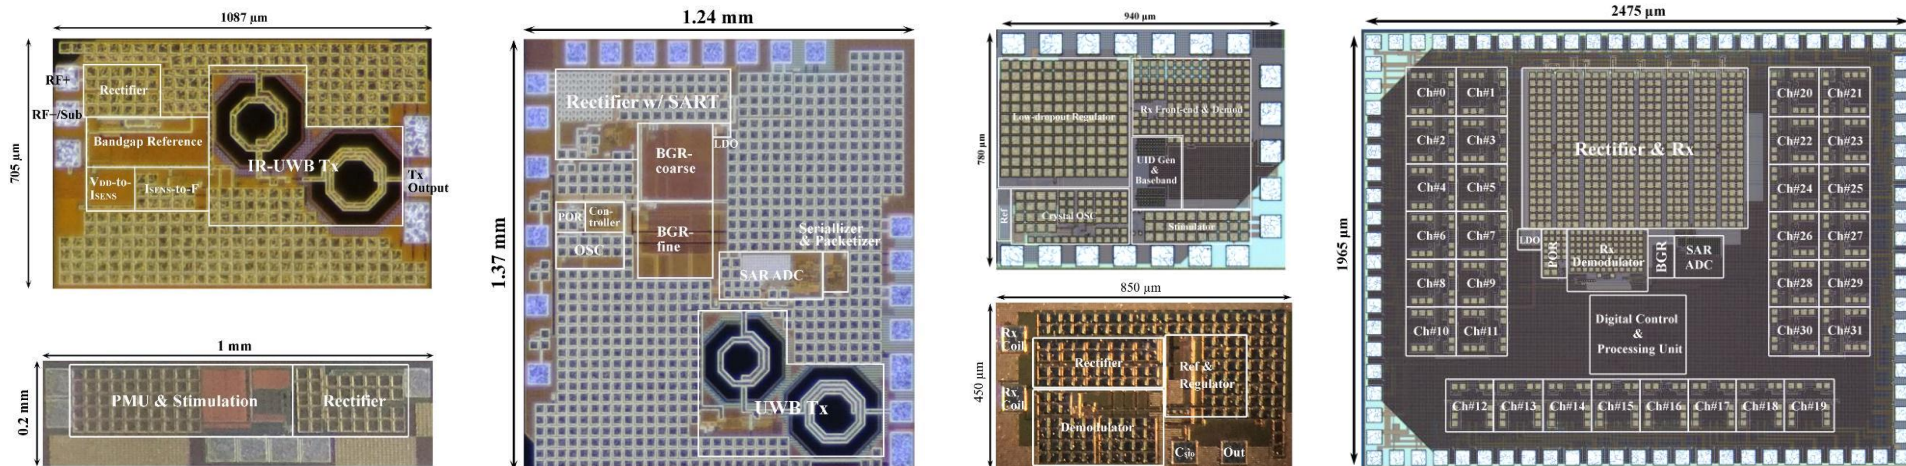 1087 µm
705 µm
RF+
Rectifier
RF−/Sub
Bandgap Reference
IR-UWB Tx
VDD-to-
ISENS
ISENS-to-F
Tx
Output
1 mm
0.2 mm
PMU & Stimulation
Rectifier
1.24 mm
1.37 mm
Rectifier w/ SART
LDO
BGR-
coarse
POR
Con-
troller
OSC
BGR-
fine
Seriallizer
& Packetizer
SAR ADC
UWB Tx
940 µm
780 µm
Low-dropout Regulator
Rx Front-end & Demod
UID Gen
&
Baseband
Ref
Crystal OSC
Stimulator
850 µm
450 µm
Rx
Coil
Rectifier
Ref &
Regulator
Rx
Coil
Demodulator
Csto
Out
2475 µm
1965 µm
Ch#0 Ch#1
Ch#2 Ch#3
Ch#4 Ch#5
Ch#6 Ch#7
Ch#8 Ch#9
Ch#10 Ch#11
Rectifier & Rx
LDO
POR
Rx
Demodulator
BGR
SAR
ADC
Digital Control
&
Processing Unit
Ch#20 Ch#21
Ch#22 Ch#23
Ch#24 Ch#25
Ch#26 Ch#27
Ch#28 Ch#29
Ch#30 Ch#31
Ch#12 Ch#13 Ch#14 Ch#15 Ch#16 Ch#17 Ch#18 Ch#19